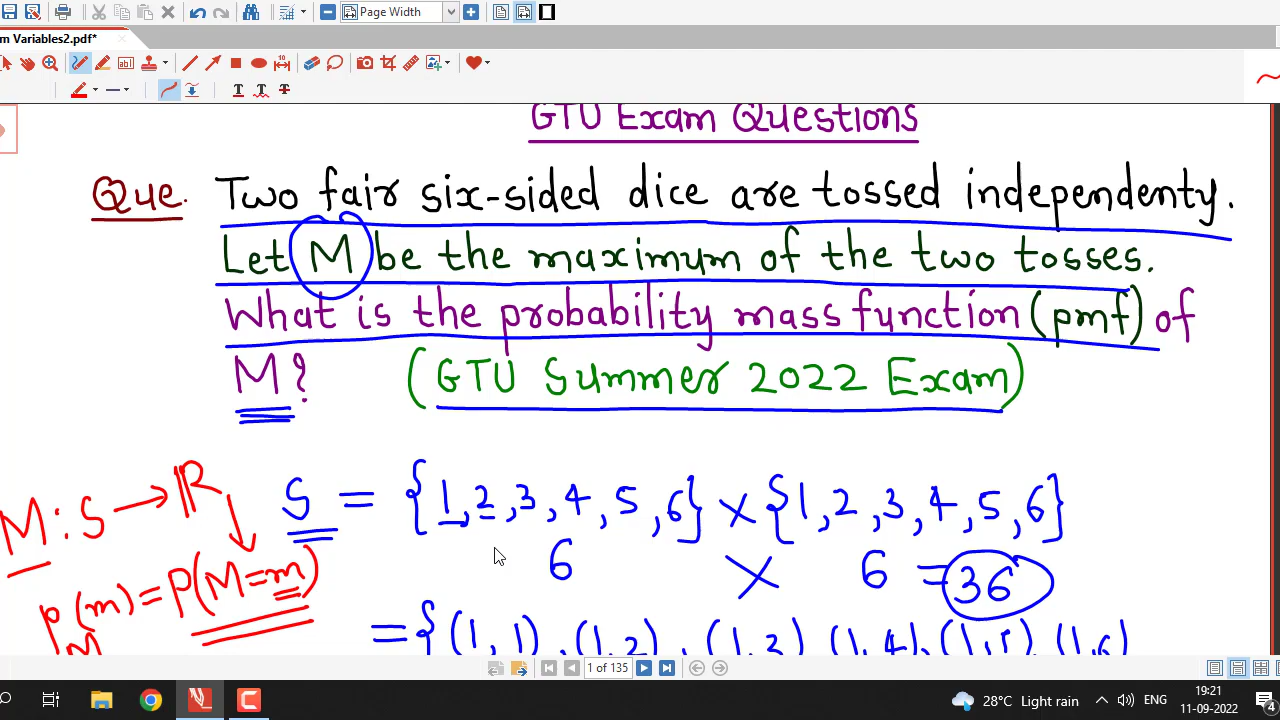 Page Width
m Variables2.pdf*
GTU Exam Questions
Que. Two fair six-sided dice are tossed independenty.
Let M be the maximum of the two tosses.
What is the probability mass function (pmf) of
M? (GTU Summer 2022 Exam)
M : S → ℝ
S = {1, 2, 3, 4, 5, 6} × {1, 2, 3, 4, 5, 6}
6 × 6 = 36
p_M(m) = P(M = m)
= { (1, 1), (1, 2), (1, 3), (1, 4), (1, 5), (1, 6)
1 of 135
28°C Light rain
ENG
19:21
11-09-2022
4